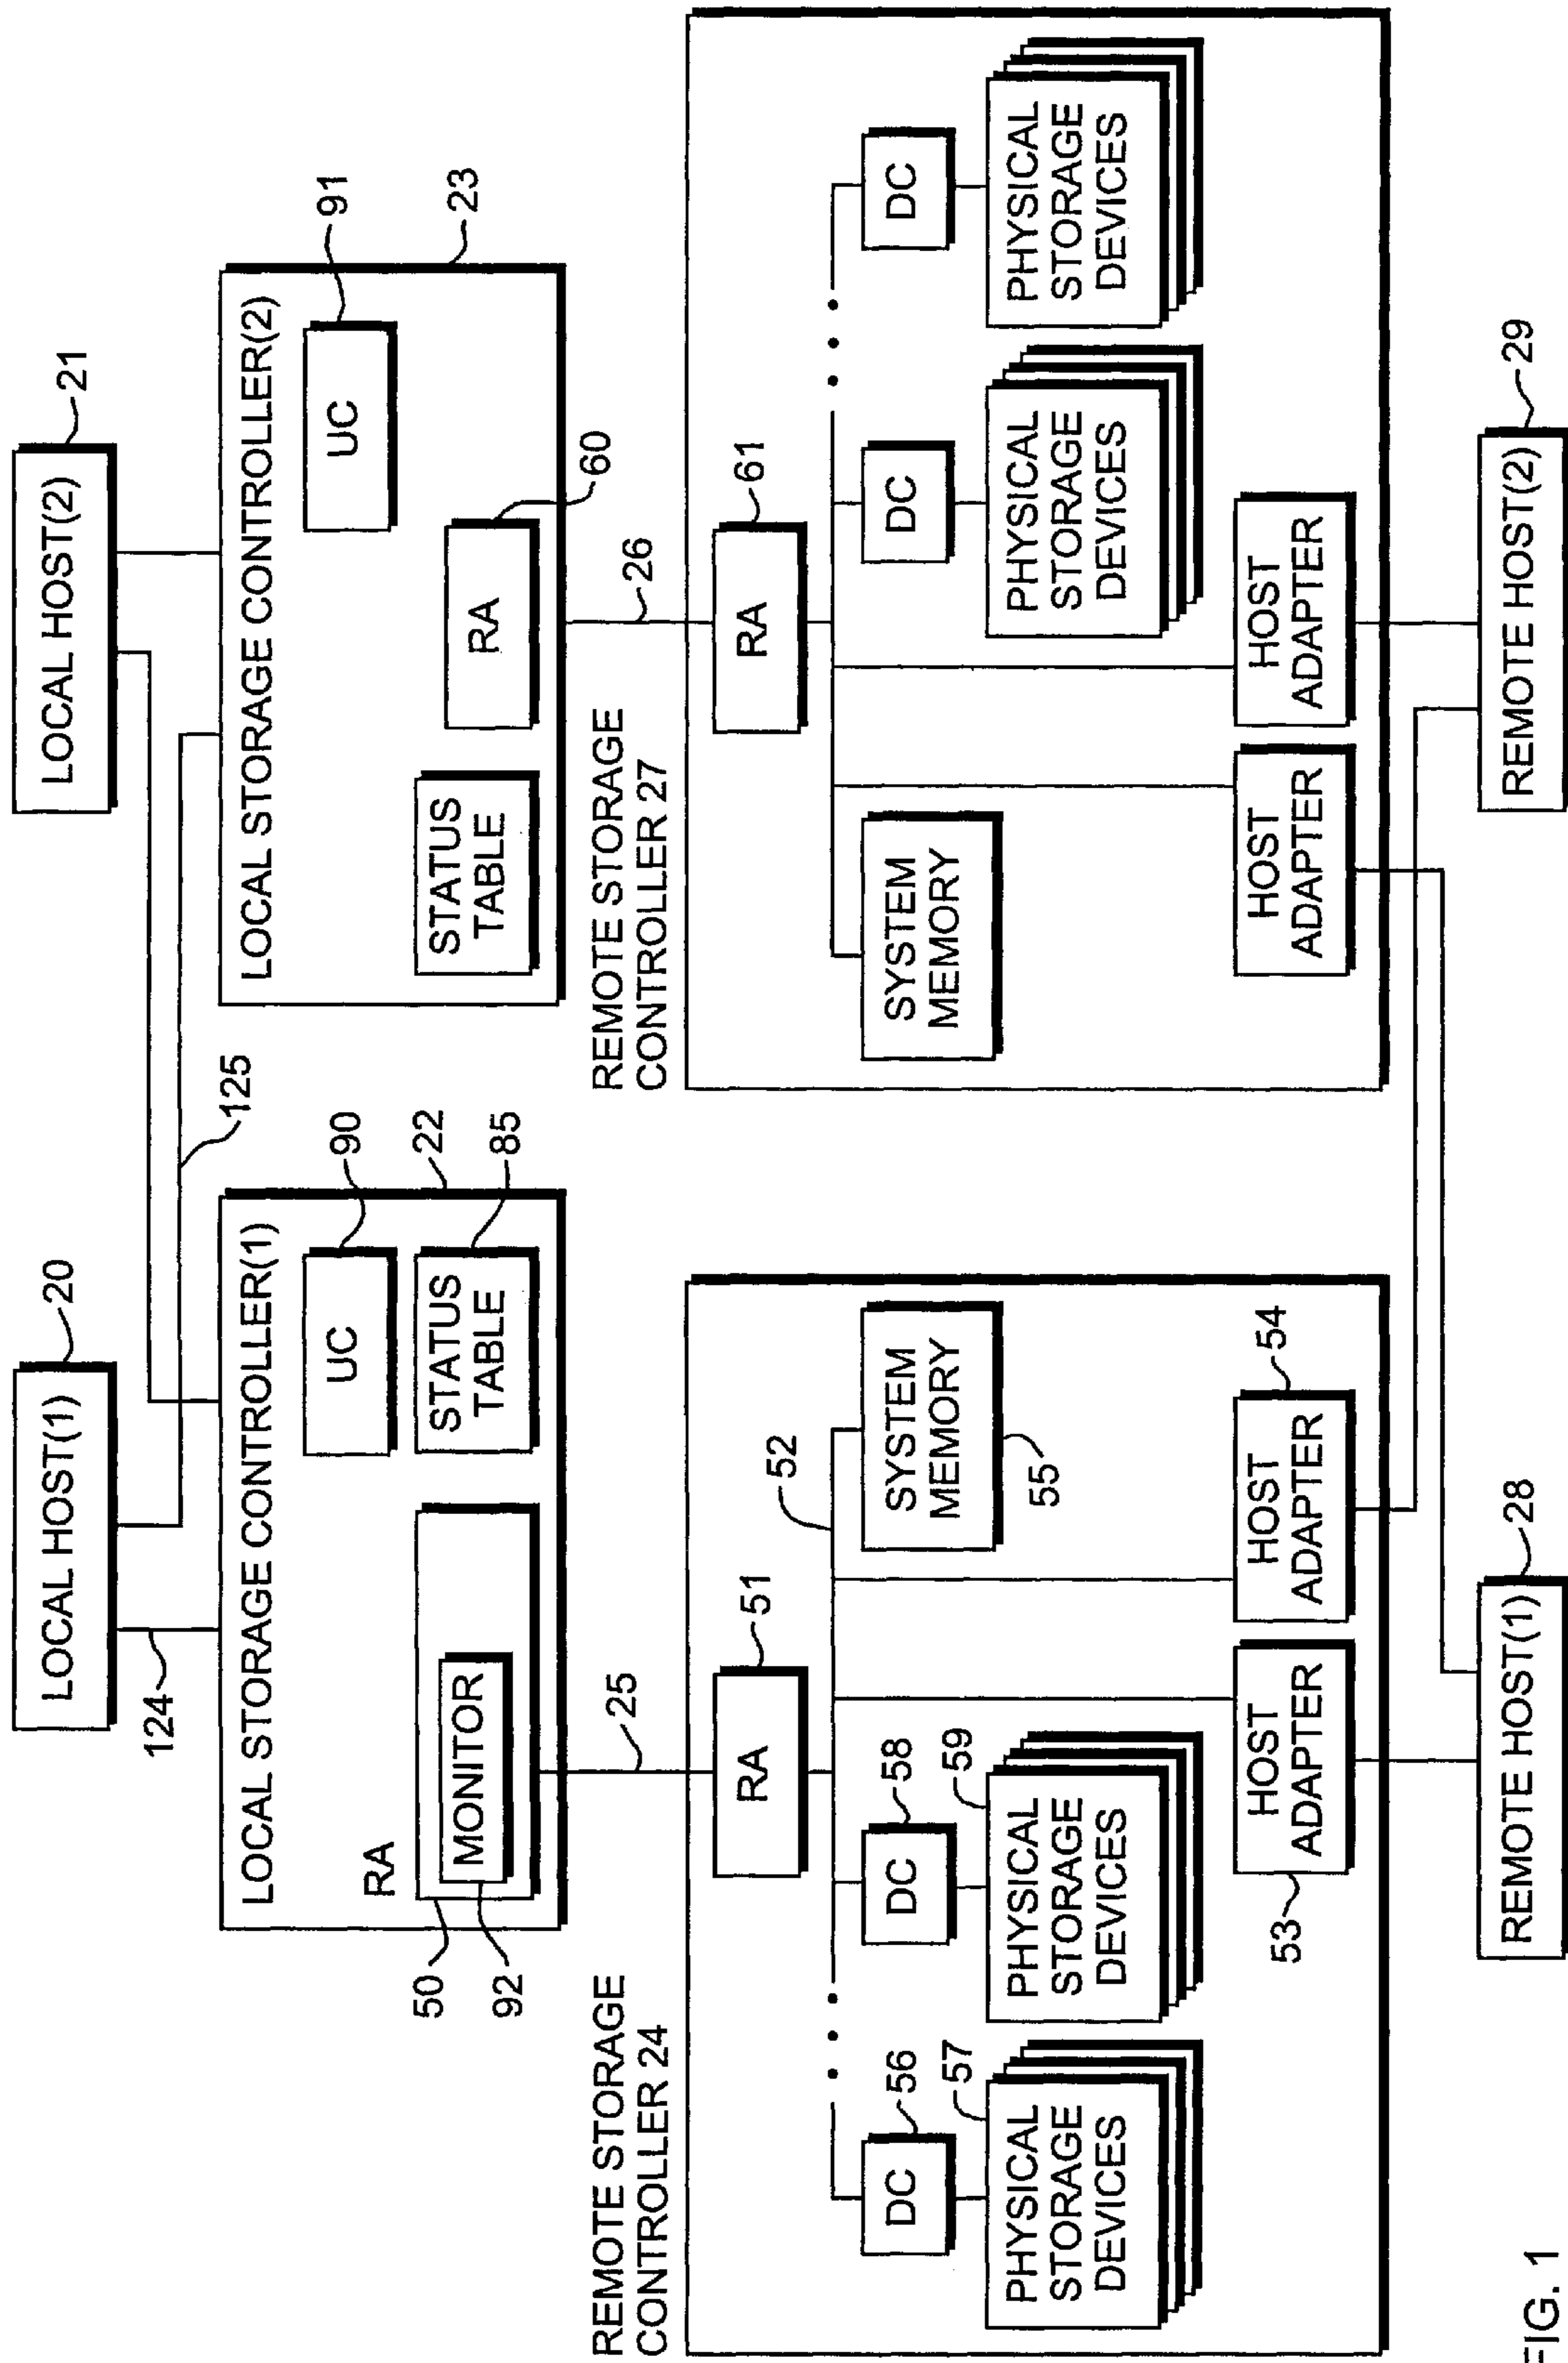 LOCAL HOST(1)
20
LOCAL HOST(2)
21
124
125
LOCAL STORAGE CONTROLLER(1)
UC
90
22
RA
MONITOR
STATUS
TABLE
85
50
92
LOCAL STORAGE CONTROLLER(2)
UC
91
23
STATUS
TABLE
RA
60
REMOTE STORAGE
CONTROLLER 24
25
REMOTE STORAGE
CONTROLLER 27
26
RA
51
52
DC
56
DC
58
SYSTEM
MEMORY
55
PHYSICAL
STORAGE
DEVICES
57
PHYSICAL
STORAGE
DEVICES
59
HOST
ADAPTER
53
HOST
ADAPTER
54
RA
61
SYSTEM
MEMORY
DC
DC
PHYSICAL
STORAGE
DEVICES
PHYSICAL
STORAGE
DEVICES
HOST
ADAPTER
HOST
ADAPTER
REMOTE HOST(1)
28
REMOTE HOST(2)
29
FIG. 1